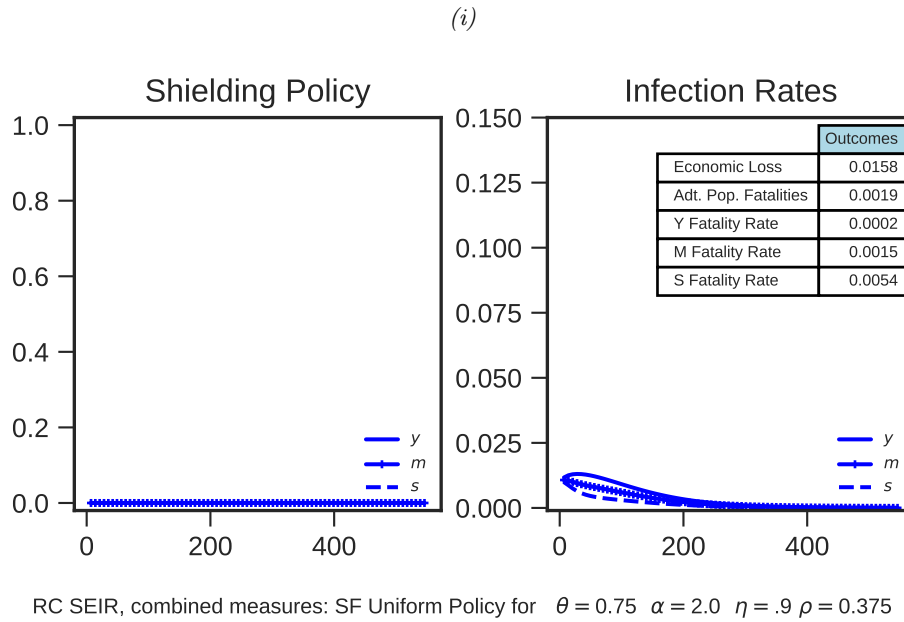 (i)
Shielding Policy
Infection Rates
1.0
0.8
0.6
0.4
0.2
0.0
0 200 400
y
m
s
0.150
0.125
0.100
0.075
0.050
0.025
0.000
0 200 400
Outcomes
Economic Loss 0.0158
Adt. Pop. Fatalities 0.0019
Y Fatality Rate 0.0002
M Fatality Rate 0.0015
S Fatality Rate 0.0054
y
m
s
RC SEIR, combined measures: SF Uniform Policy for θ = 0.75 α = 2.0 η = .9 ρ = 0.375